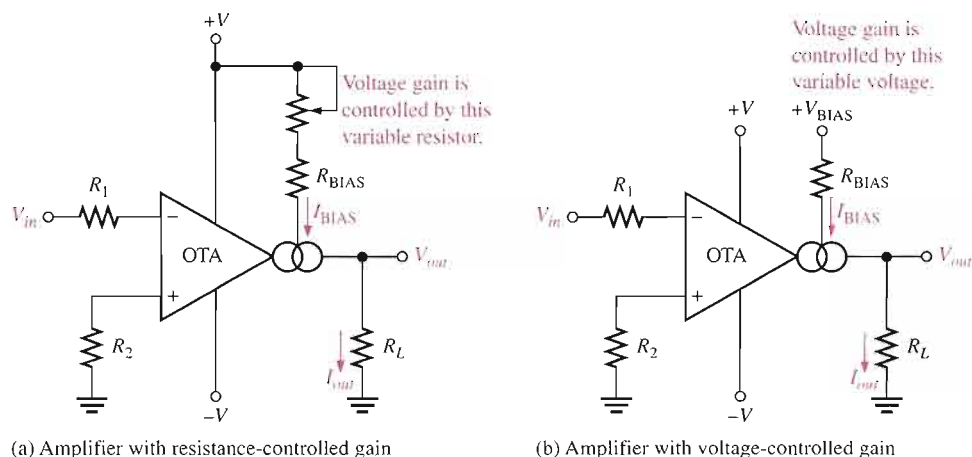 +V
Voltage gain is
controlled by this
variable resistor.
R1
RBIAS
Vin
IBIAS
−
OTA
Vout
+
R2
RL
Iout
−V
(a) Amplifier with resistance-controlled gain
Voltage gain is
controlled by this
variable voltage.
+V
+VBIAS
R1
RBIAS
Vin
IBIAS
−
OTA
Vout
+
R2
RL
Iout
−V
(b) Amplifier with voltage-controlled gain